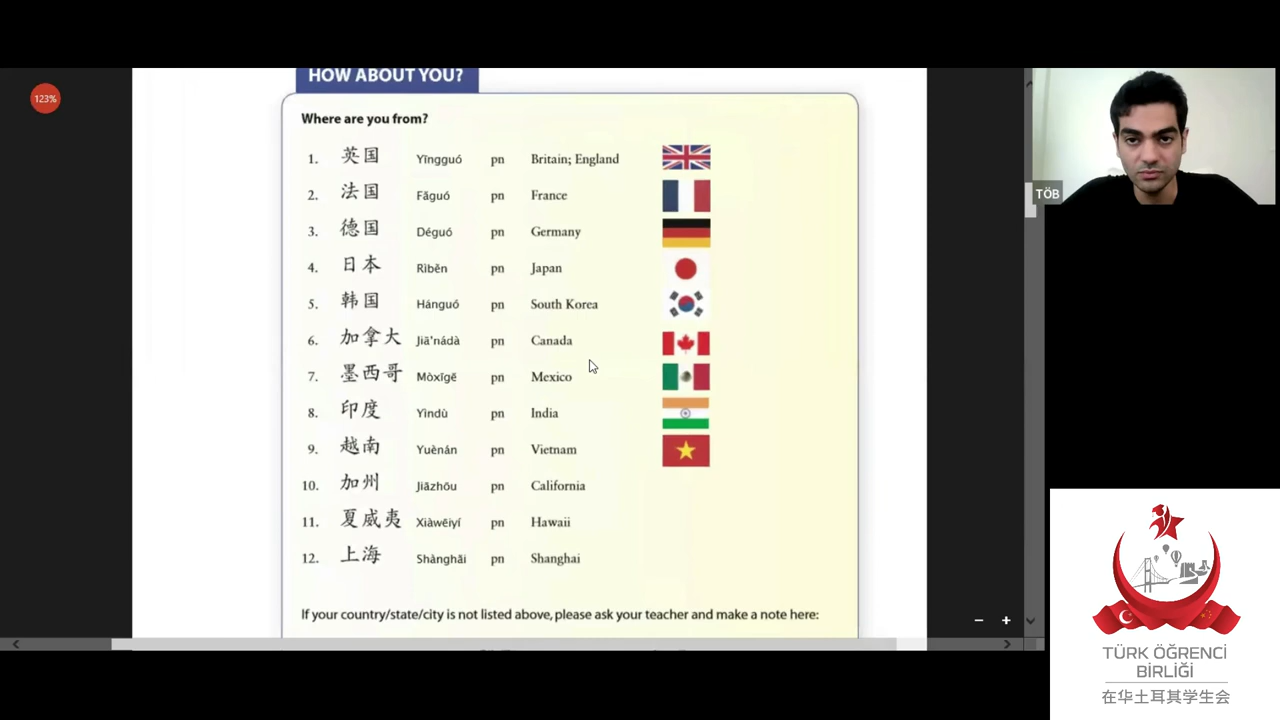 HOW ABOUT YOU?
123%
Where are you from?
1. 英国 Yīngguó pn Britain; England
2. 法国 Fǎguó pn France
3. 德国 Déguó pn Germany
4. 日本 Rìběn pn Japan
5. 韩国 Hánguó pn South Korea
6. 加拿大 Jiā'nádà pn Canada
7. 墨西哥 Mòxīgē pn Mexico
8. 印度 Yìndù pn India
9. 越南 Yuènán pn Vietnam
10. 加州 Jiāzhōu pn California
11. 夏威夷 Xiàwēiyí pn Hawaii
12. 上海 Shànghǎi pn Shanghai
If your country/state/city is not listed above, please ask your teacher and make a note here:
TÖB
TÜRK ÖĞRENCİ
BİRLİĞİ
在华土耳其学生会